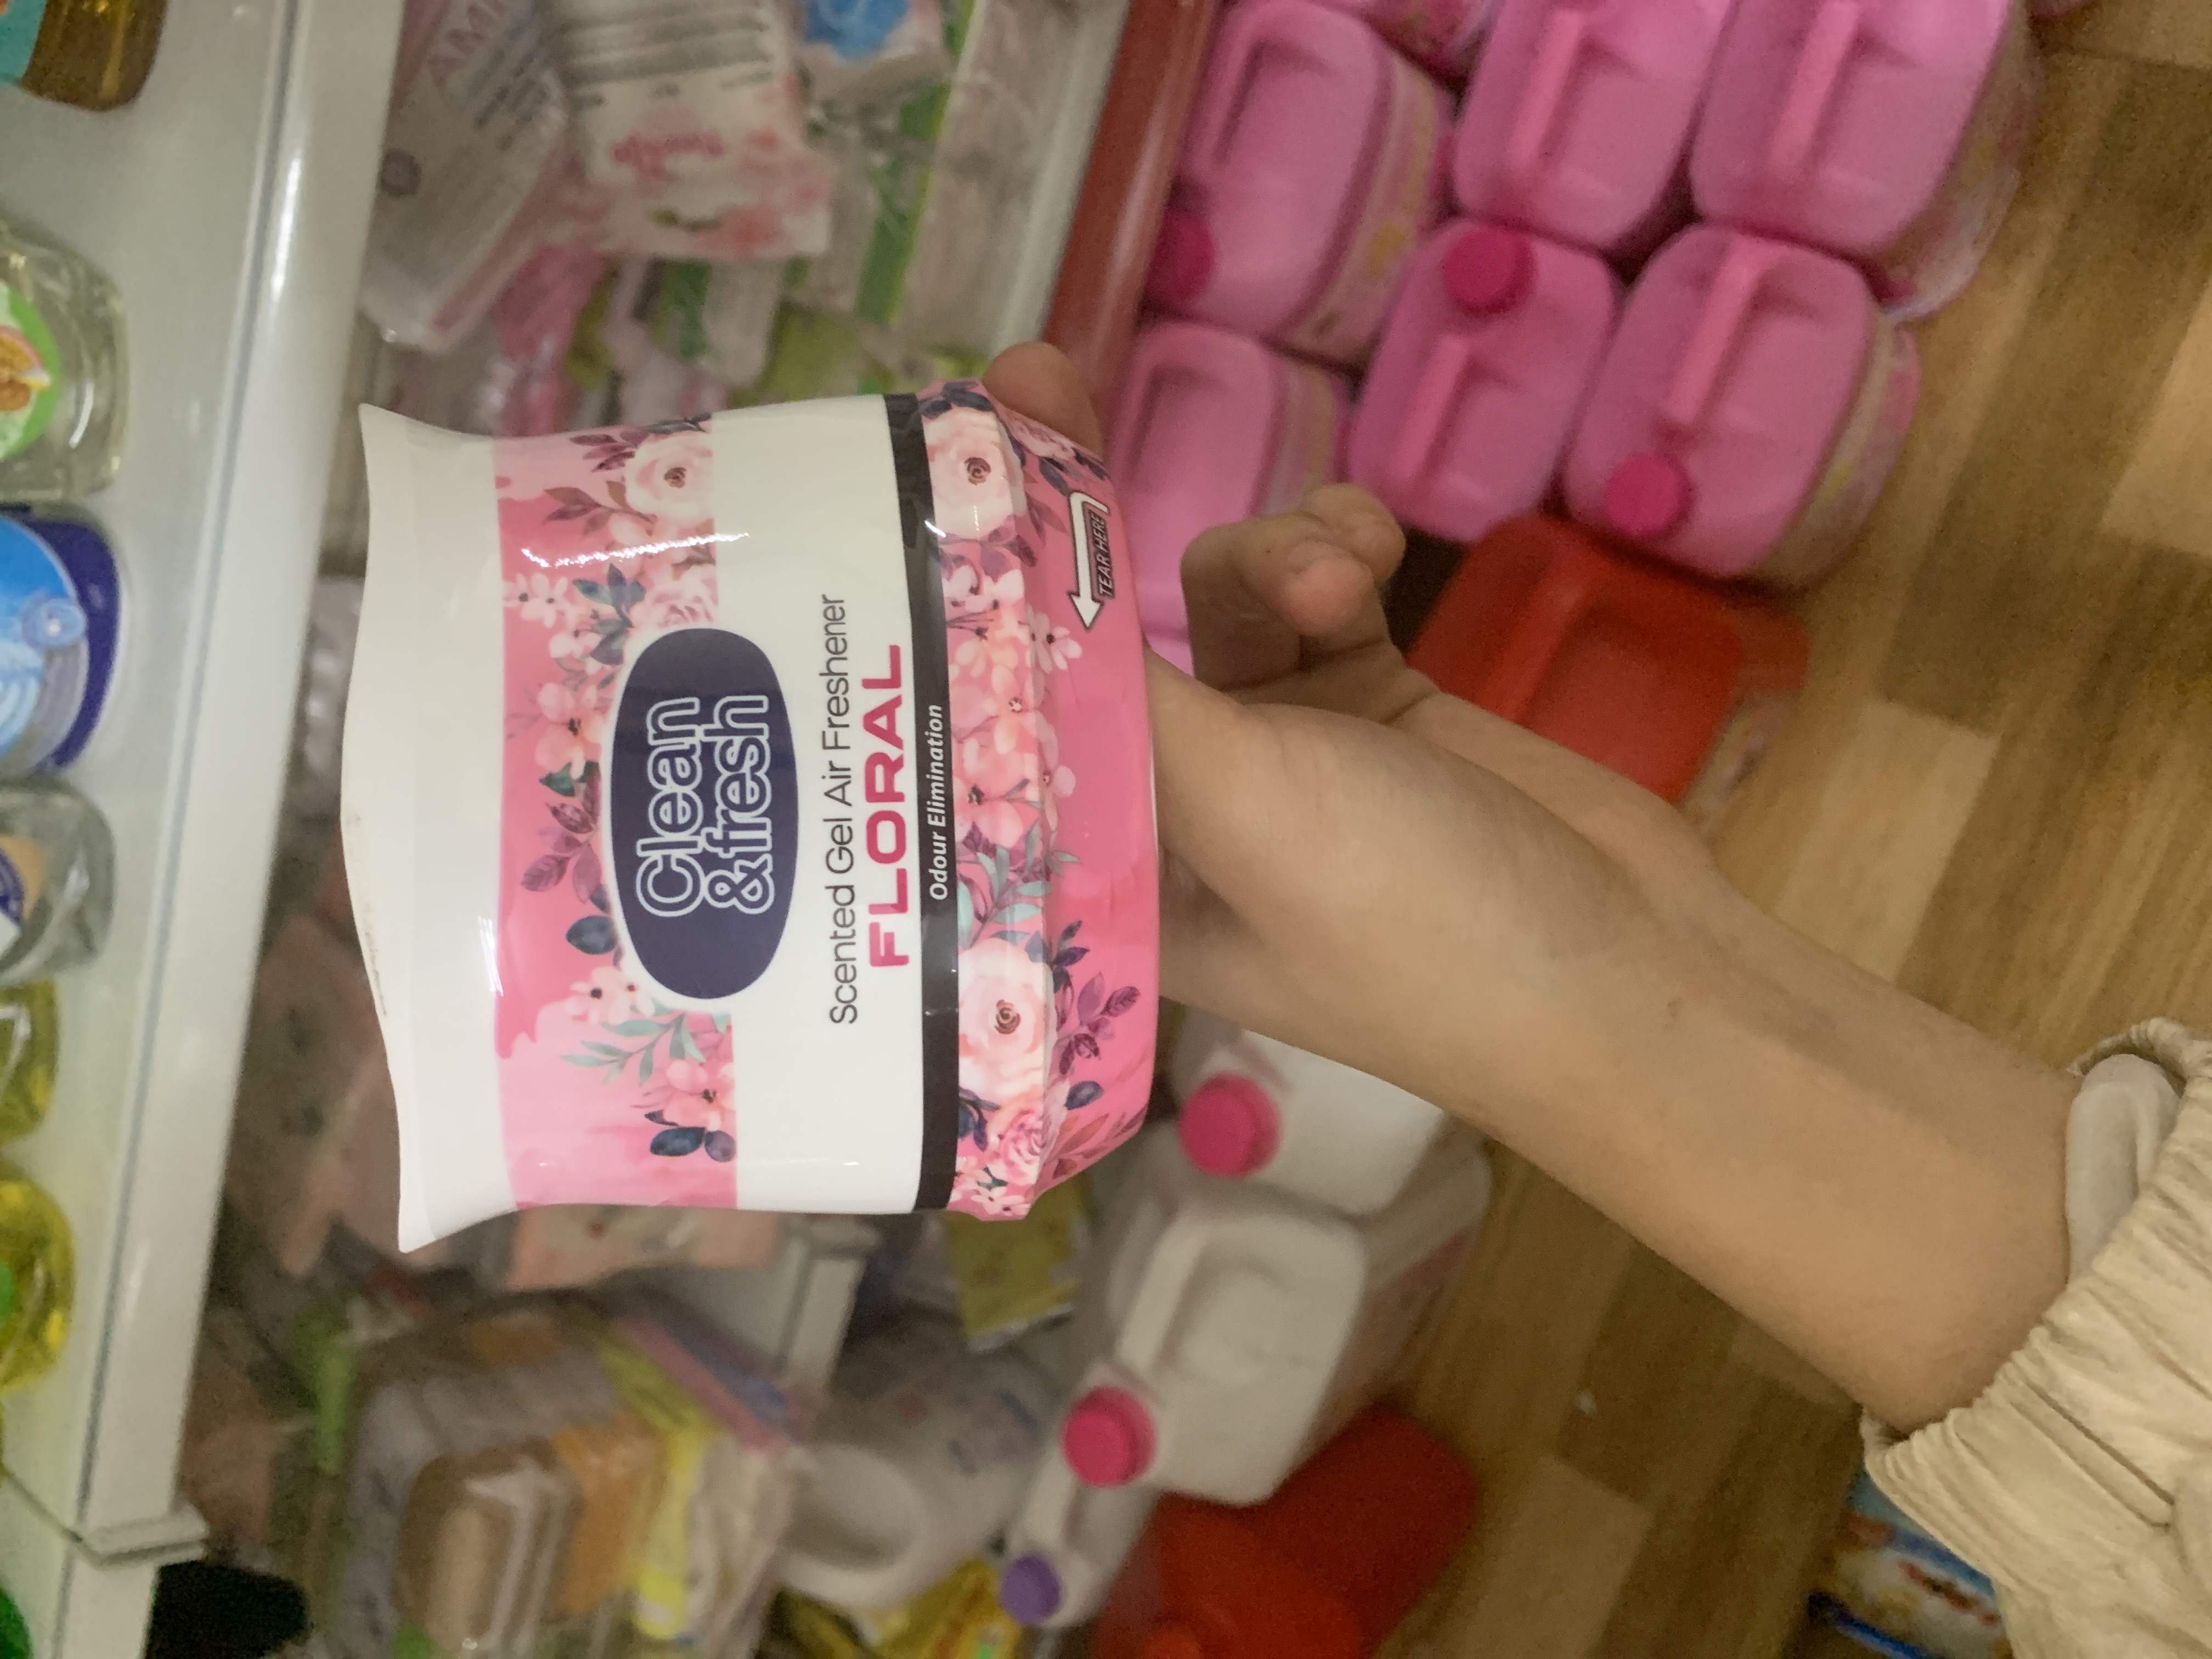 Clean
&fresh
Scented Gel Air Freshener
FLORAL
Odour Elimination
TEAR HERE